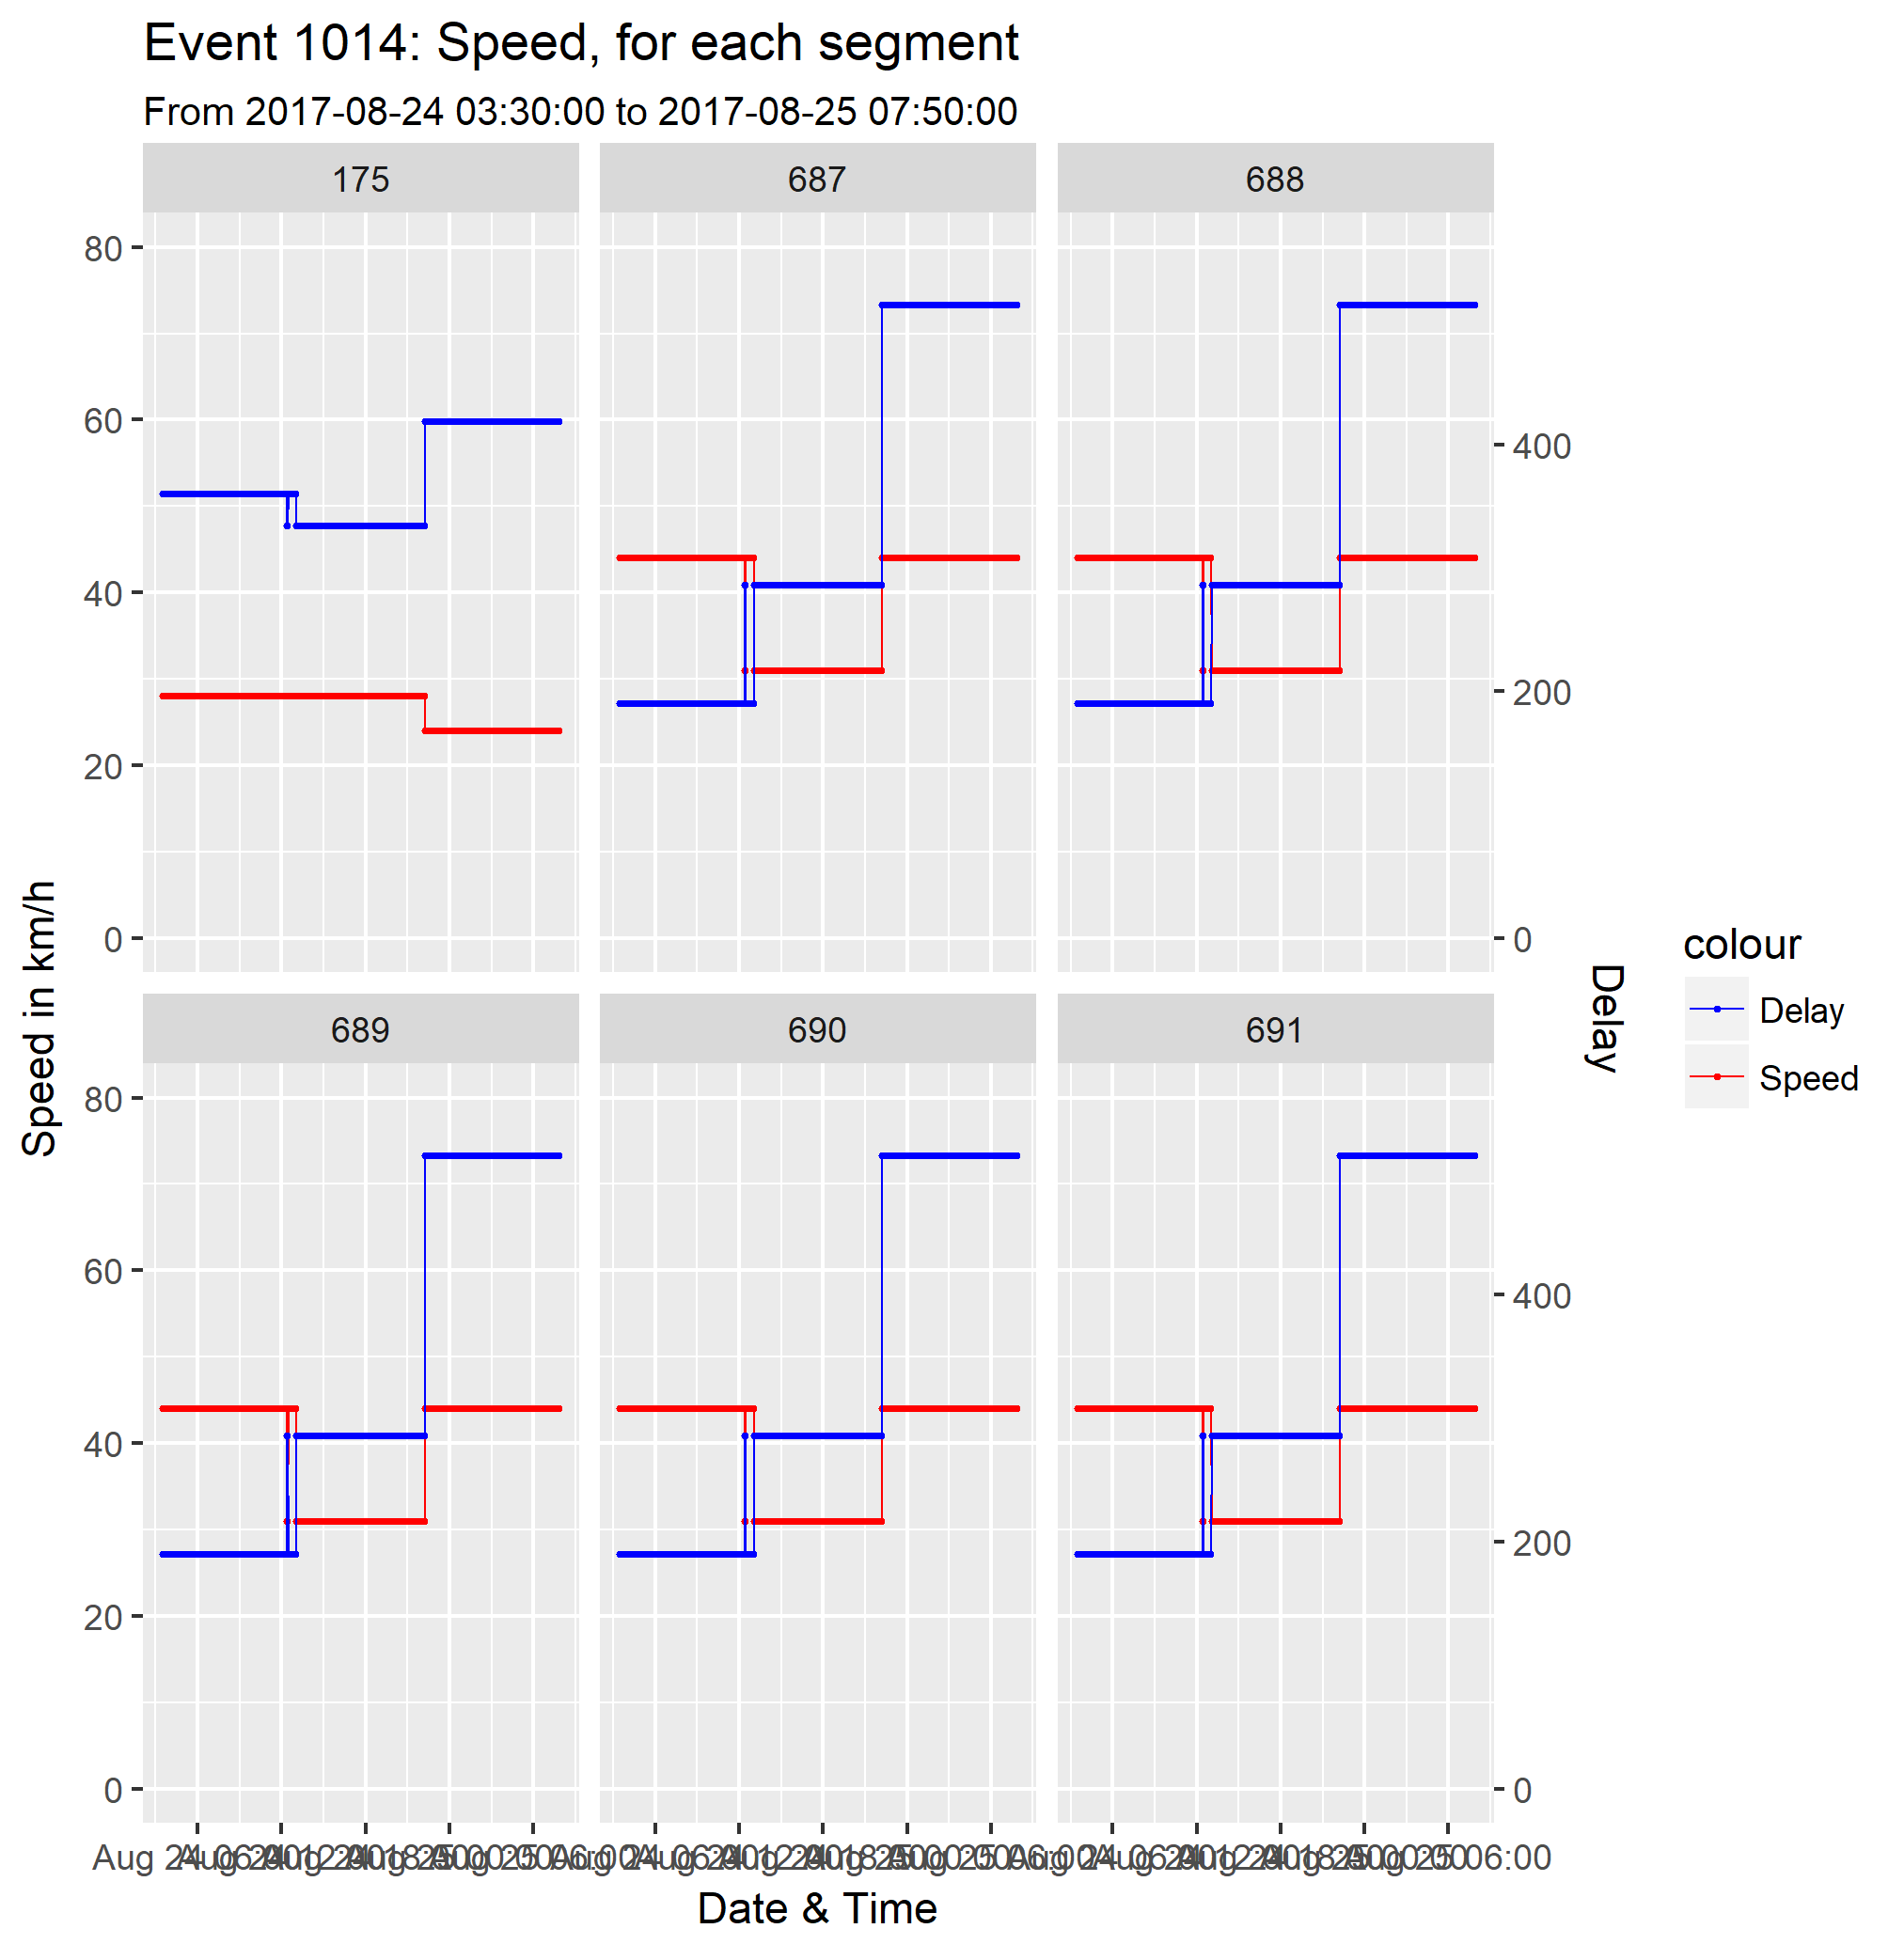 Event 1014: Speed, for each segment
From 2017-08-24 03:30:00 to 2017-08-25 07:50:00
175 687 688
80
60
40
20
0
400
200
0
Speed in km/h
Delay
colour
Delay
Speed
689 690 691
80
60
40
20
0
400
200
0
Date & Time